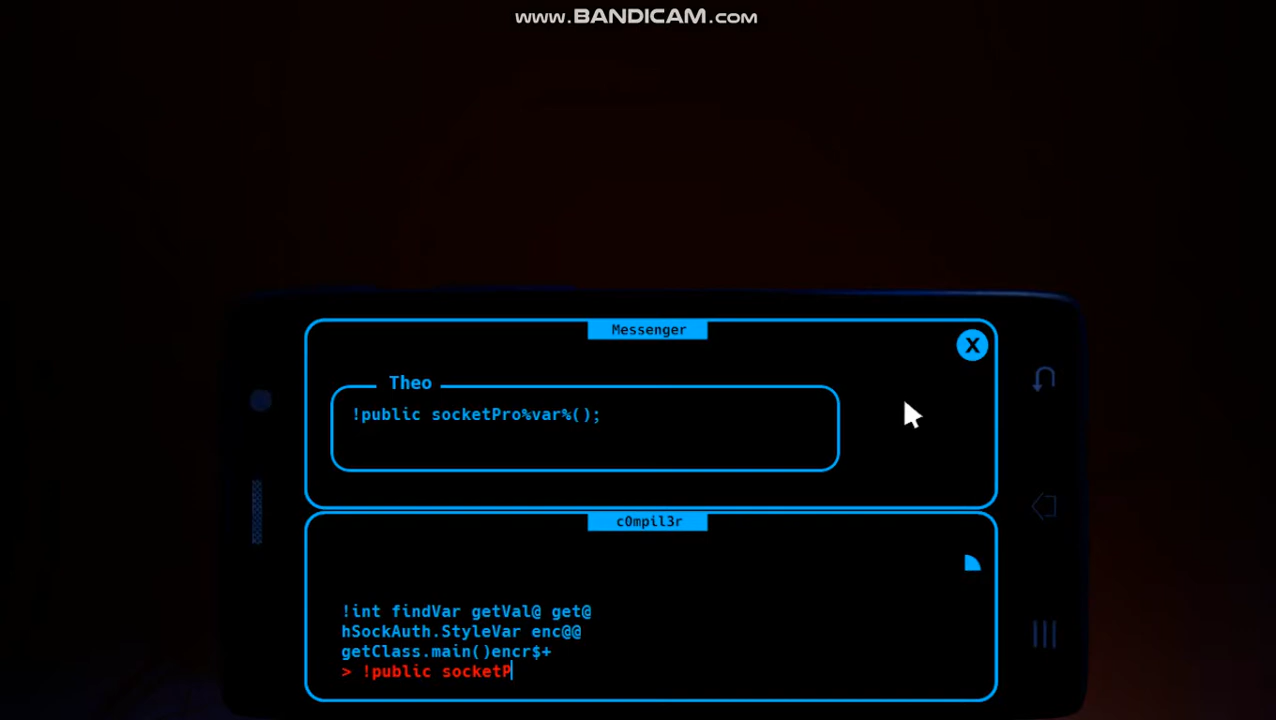 www.BANDICAM.com
Messenger
X
Theo
!public socketPro%var%();
c0mpil3r
!int findVar getVal@ get@
hSockAuth.StyleVar enc@@
getClass.main()encr$+
> !public socketP